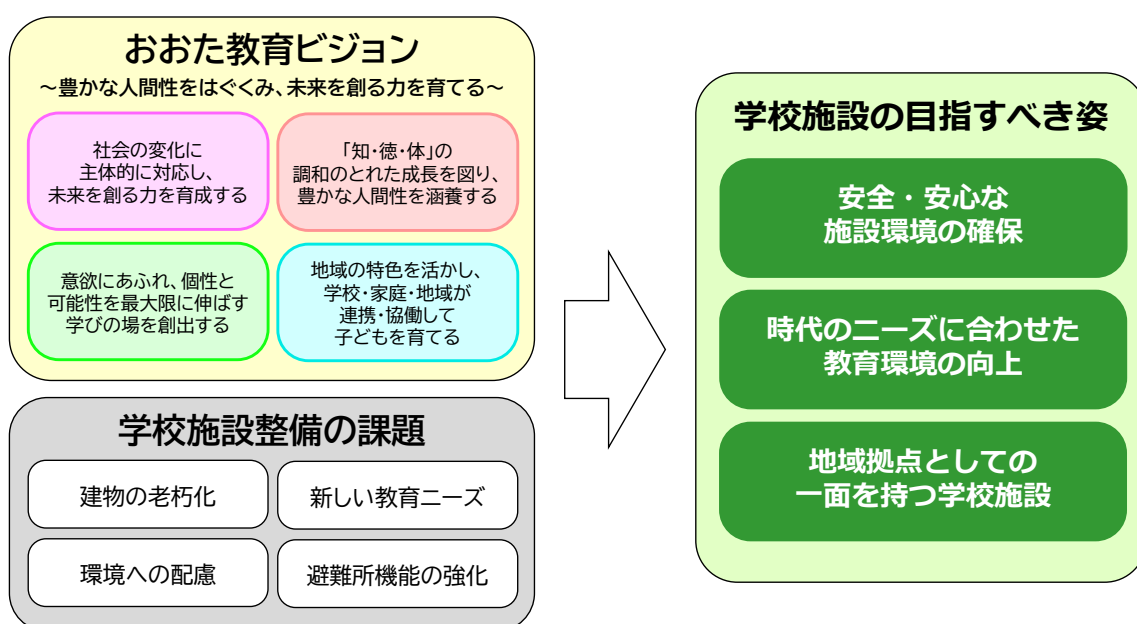 おおた教育ビジョン
～豊かな人間性をはぐくみ、未来を創る力を育てる～
社会の変化に
主体的に対応し、
未来を創る力を育成する
「知・徳・体」の
調和のとれた成長を図り、
豊かな人間性を涵養する
意欲にあふれ、個性と
可能性を最大限に伸ばす
学びの場を創出する
地域の特色を活かし、
学校・家庭・地域が
連携・協働して
子どもを育てる
学校施設整備の課題
建物の老朽化
新しい教育ニーズ
環境への配慮
避難所機能の強化
学校施設の目指すべき姿
安全・安心な
施設環境の確保
時代のニーズに合わせた
教育環境の向上
地域拠点としての
一面を持つ学校施設